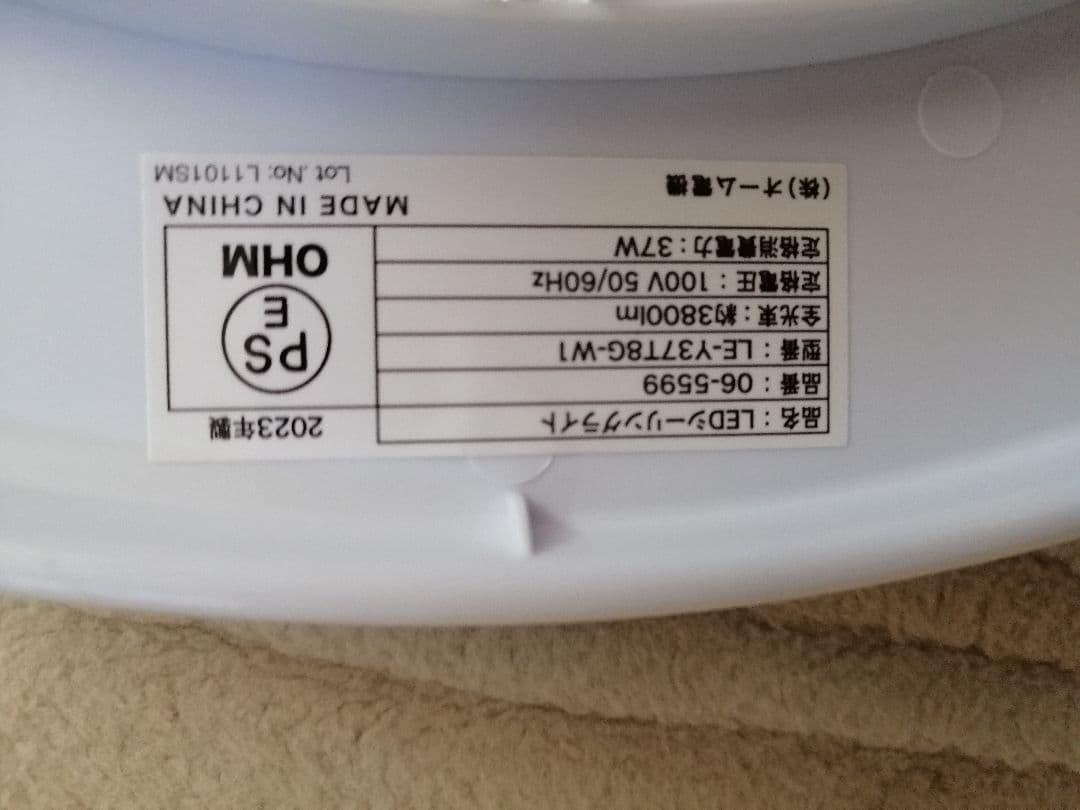 品名：LEDシーリングライト
品番：06-5599
型番：LE-Y37T8G-W1
全光束：約3800lm
定格電圧：100V 50/60Hz
定格消費電力：37W
2023年製
PS
E
OHM
(株)オーム電機
MADE IN CHINA
Lot .No: L1101SM